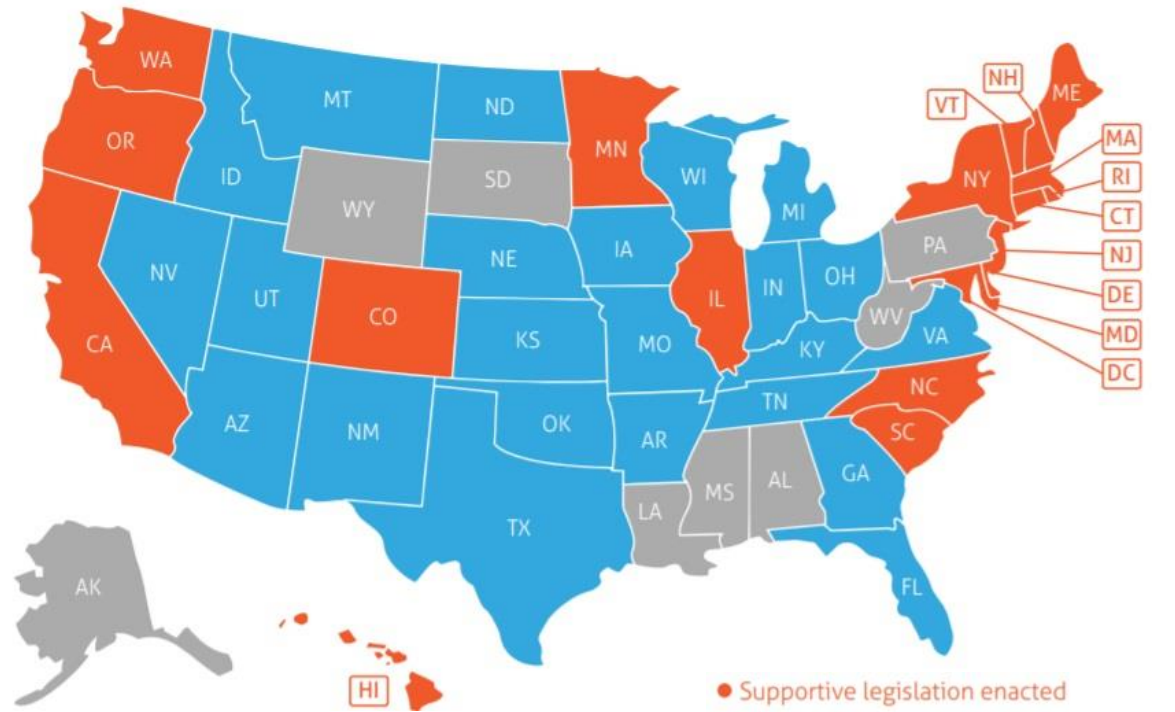 WA
MT
ND
MN
OR
ID
SD
WI
WY
MI
NH
VT
ME
MA
NY
RI
CT
PA
NJ
DE
MD
DC
NV
UT
CO
NE
IA
IL
IN
OH
WV
VA
CA
KS
MO
KY
NC
AZ
NM
OK
AR
TN
SC
TX
LA
MS
AL
GA
FL
AK
HI
Supportive legislation enacted